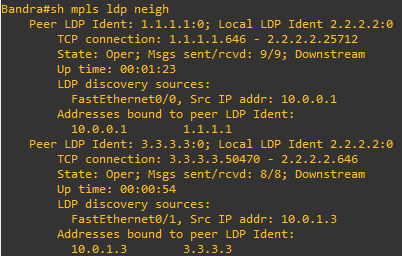 Bandra#sh mpls ldp neigh
Peer LDP Ident: 1.1.1.1:0; Local LDP Ident 2.2.2.2:0
TCP connection: 1.1.1.1.646 - 2.2.2.2.25712
State: Oper; Msgs sent/rcvd: 9/9; Downstream
Up time: 00:01:23
LDP discovery sources:
FastEthernet0/0, Src IP addr: 10.0.0.1
Addresses bound to peer LDP Ident:
10.0.0.1 1.1.1.1
Peer LDP Ident: 3.3.3.3:0; Local LDP Ident 2.2.2.2:0
TCP connection: 3.3.3.3.50470 - 2.2.2.2.646
State: Oper; Msgs sent/rcvd: 8/8; Downstream
Up time: 00:00:54
LDP discovery sources:
FastEthernet0/1, Src IP addr: 10.0.1.3
Addresses bound to peer LDP Ident:
10.0.1.3 3.3.3.3